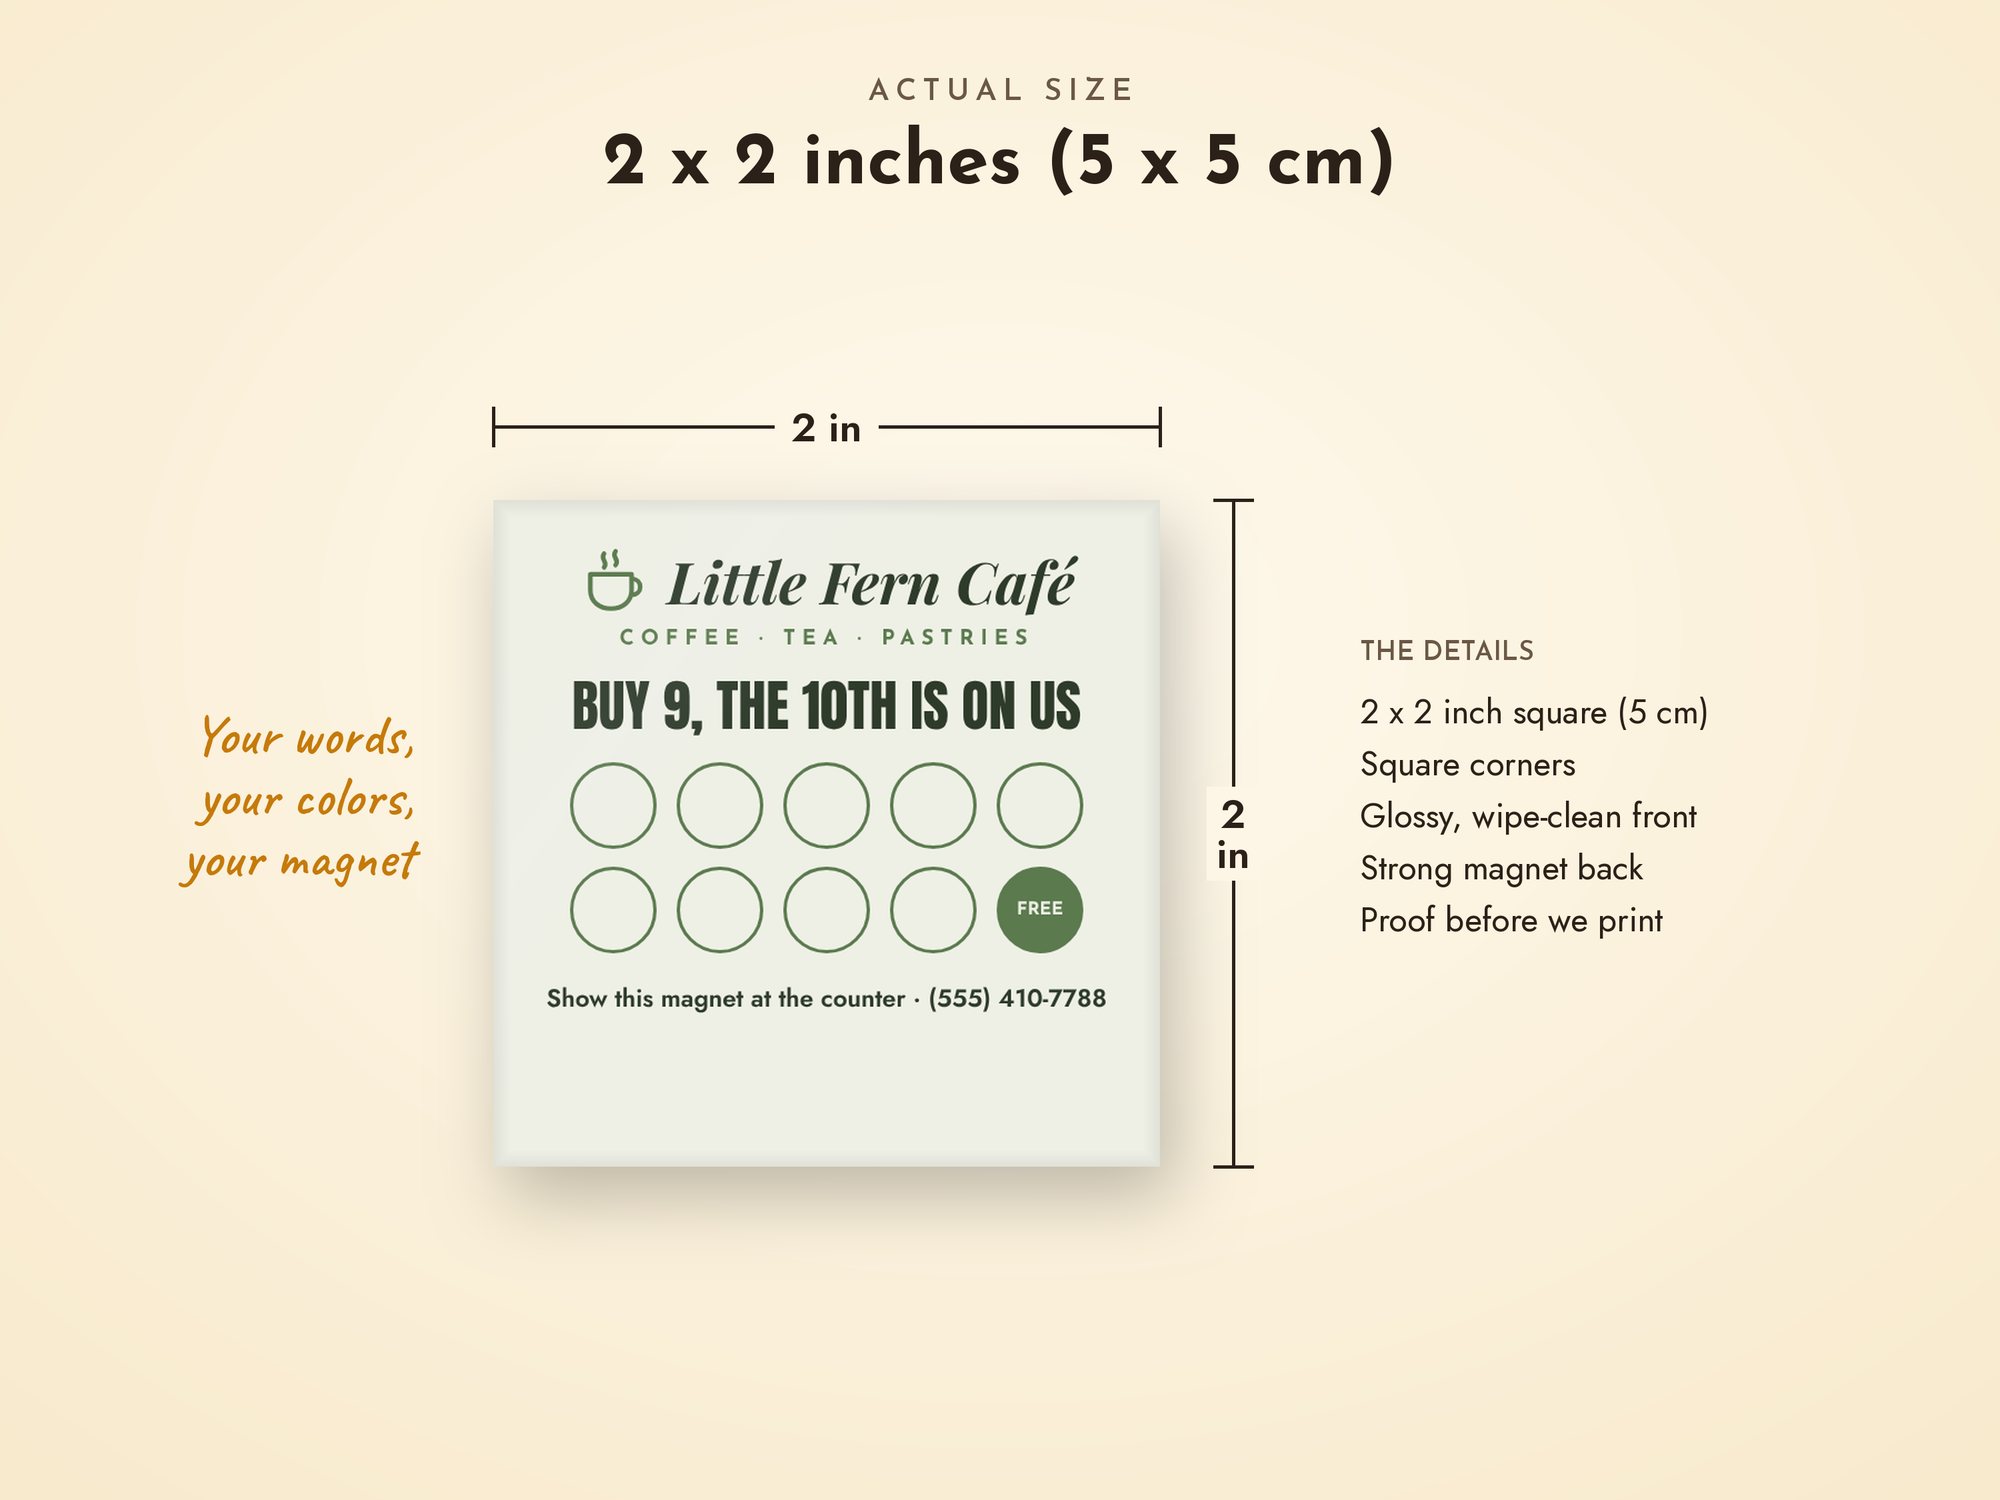 ACTUAL SIZE
2 x 2 inches (5 x 5 cm)
2 in
Little Fern Café
COFFEE · TEA · PASTRIES
BUY 9, THE 10TH IS ON US
FREE
Show this magnet at the counter · (555) 410-7788
2
in
Your words,
your colors,
your magnet
THE DETAILS
2 x 2 inch square (5 cm)
Square corners
Glossy, wipe-clean front
Strong magnet back
Proof before we print